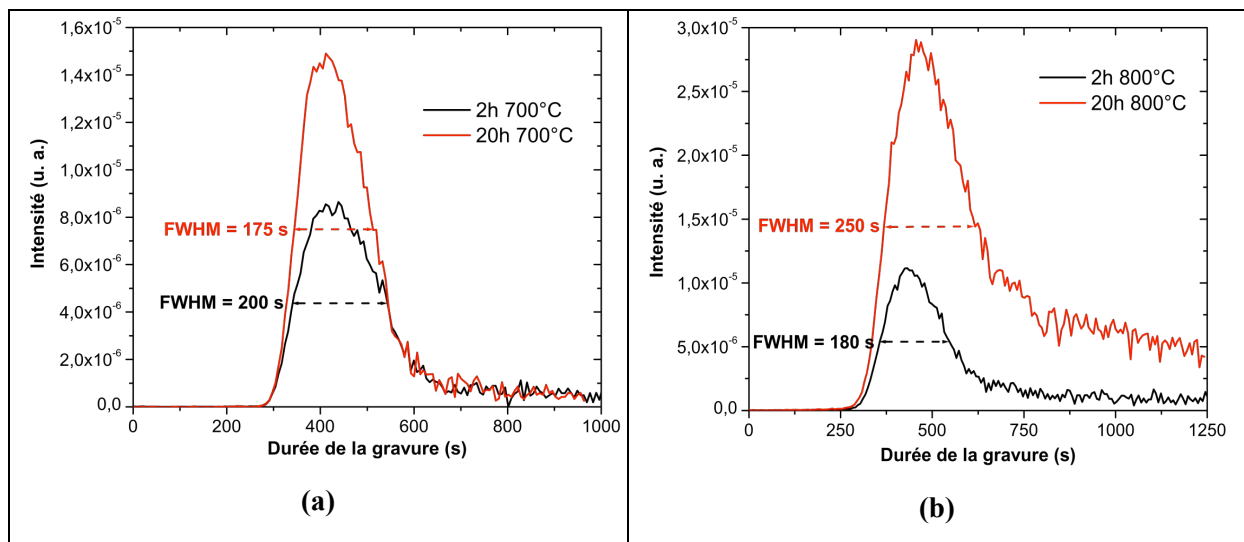 1,6x10⁻⁵
1,4x10⁻⁵
1,2x10⁻⁵
1,0x10⁻⁵
8,0x10⁻⁶
6,0x10⁻⁶
4,0x10⁻⁶
2,0x10⁻⁶
0,0
Intensité (u. a.)
2h 700°C
20h 700°C
FWHM = 175 s
FWHM = 200 s
0 200 400 600 800 1000
Durée de la gravure (s)
(a)
3,0x10⁻⁵
2,5x10⁻⁵
2,0x10⁻⁵
1,5x10⁻⁵
1,0x10⁻⁵
5,0x10⁻⁶
0,0
Intensité (u. a.)
2h 800°C
20h 800°C
FWHM = 250 s
FWHM = 180 s
0 250 500 750 1000 1250
Durée de la gravure (s)
(b)